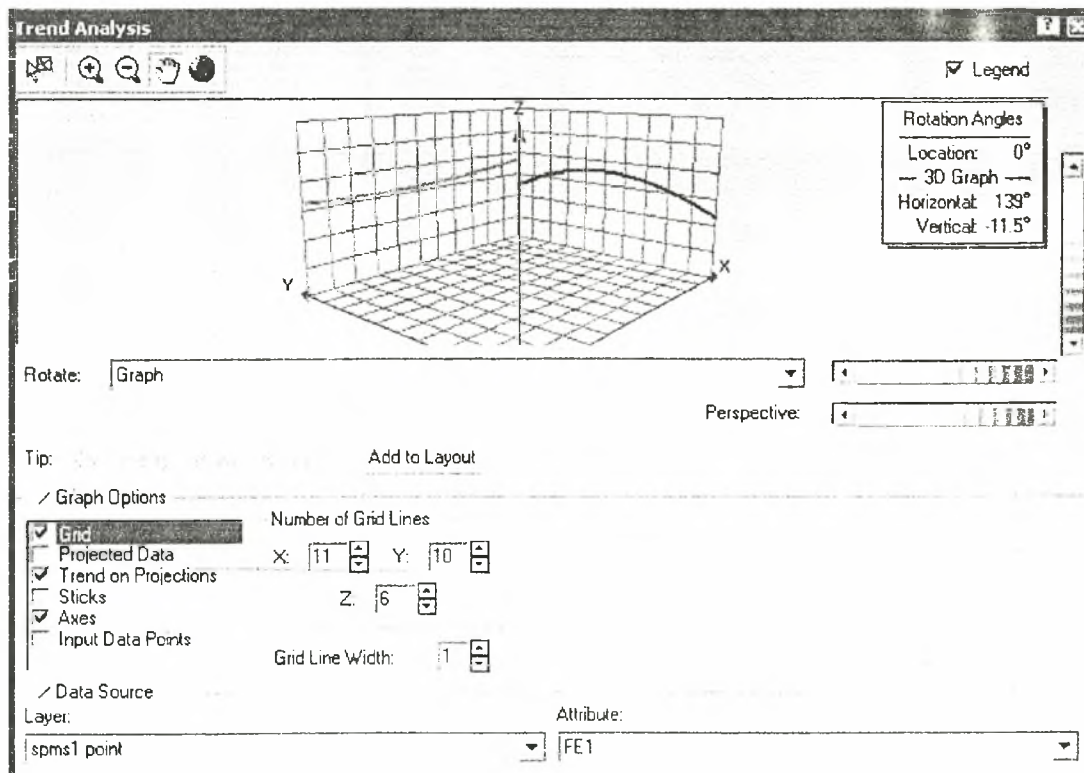 Trend Analysis
Legend
Z
Y
X
Rotation Angles
Location: 0°
3D Graph
Horizontal: 139°
Vertical: -11.5°
Rotate: Graph
Perspective:
Tip: Add to Layout
Graph Options
Grid
Projected Data
Trend on Projections
Sticks
Axes
Input Data Points
Number of Grid Lines
X: 11 Y: 10
Z: 6
Grid Line Width: 1
Data Source
Layer: Attribute:
spms1 point FE1